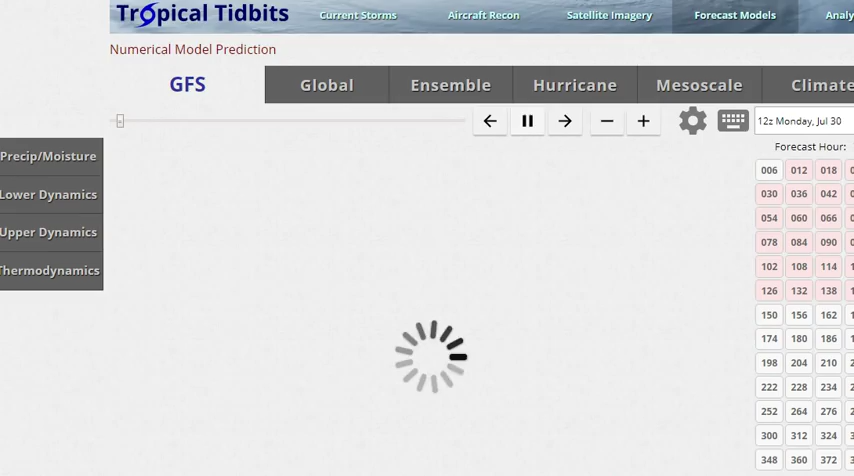 Tropical Tidbits
Current Storms
Aircraft Recon
Satellite Imagery
Forecast Models
Analy
Numerical Model Prediction
GFS
Global
Ensemble
Hurricane
Mesoscale
Climate
12z Monday, Jul 30
Forecast Hour:
Precip/Moisture
Lower Dynamics
Upper Dynamics
Thermodynamics
006 012 018
030 036 042
054 060 066
078 084 090
102 108 114
126 132 138
150 156 162
174 180 186
198 204 210
222 228 234
252 264 276
300 312 324
348 360 372